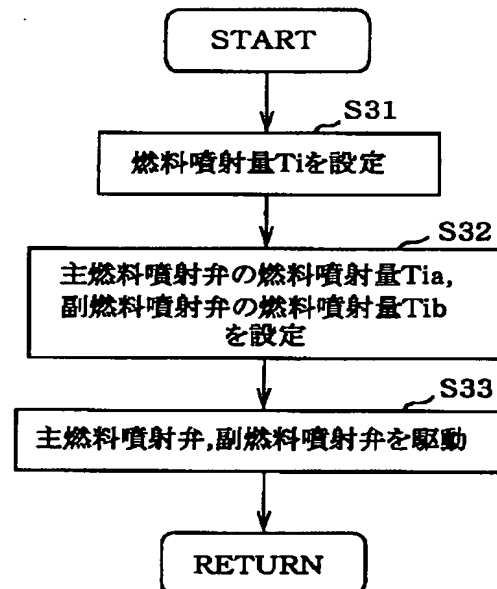 START
S31
燃料噴射量Tiを設定
S32
主燃料噴射弁の燃料噴射量Tia,
副燃料噴射弁の燃料噴射量Tib
を設定
S33
主燃料噴射弁,副燃料噴射弁を駆動
RETURN